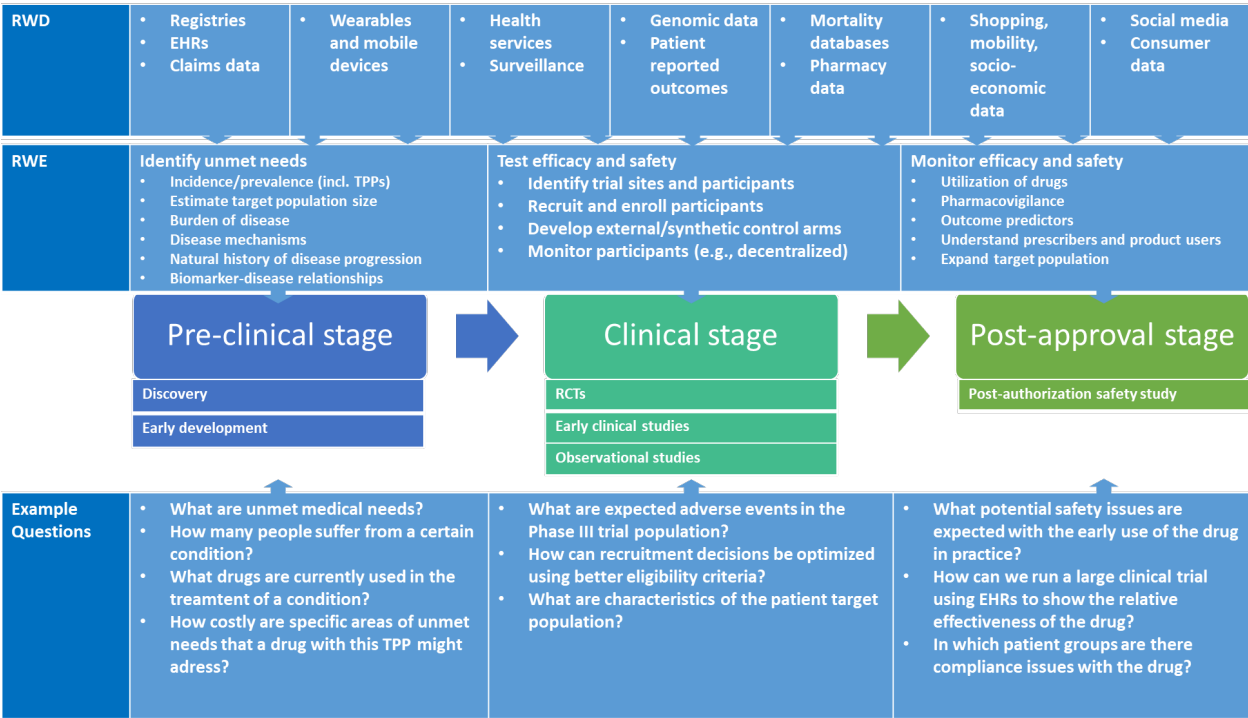 RWD
• Registries
• EHRs
• Claims data
• Wearables
and mobile
devices
• Health
services
• Surveillance
• Genomic data
• Patient
reported
outcomes
• Mortality
databases
• Pharmacy
data
• Shopping,
mobility,
socio-
economic
data
• Social media
• Consumer
data
RWE
Identify unmet needs
• Incidence/prevalence (incl. TPPs)
• Estimate target population size
• Burden of disease
• Disease mechanisms
• Natural history of disease progression
• Biomarker-disease relationships
Test efficacy and safety
• Identify trial sites and participants
• Recruit and enroll participants
• Develop external/synthetic control arms
• Monitor participants (e.g., decentralized)
Monitor efficacy and safety
• Utilization of drugs
• Pharmacovigilance
• Outcome predictors
• Understand prescribers and product users
• Expand target population
Pre-clinical stage
Discovery
Early development
Clinical stage
RCTs
Early clinical studies
Observational studies
Post-approval stage
Post-authorization safety study
Example
Questions
• What are unmet medical needs?
• How many people suffer from a certain
condition?
• What drugs are currently used in the
treamtent of a condition?
• How costly are specific areas of unmet
needs that a drug with this TPP might
adress?
• What are expected adverse events in the
Phase III trial population?
• How can recruitment decisions be optimized
using better eligibility criteria?
• What are characteristics of the patient target
population?
• What potential safety issues are
expected with the early use of the drug
in practice?
• How can we run a large clinical trial
using EHRs to show the relative
effectiveness of the drug?
• In which patient groups are there
compliance issues with the drug?